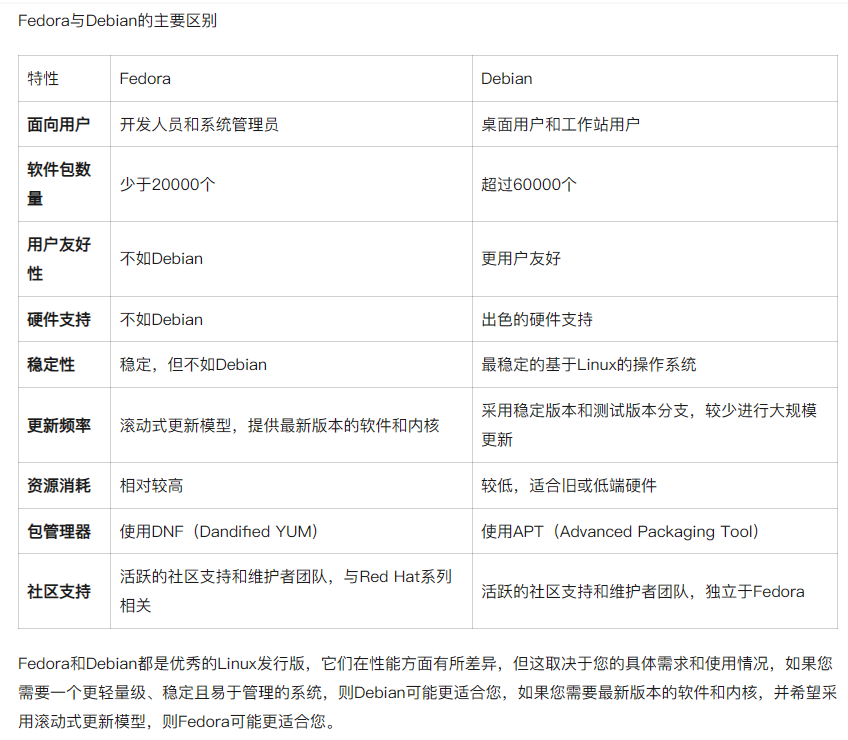 Fedora与Debian的主要区别
特性
Fedora
Debian
面向用户
开发人员和系统管理员
桌面用户和工作站用户
软件包数
量
少于20000个
超过60000个
用户友好
性
不如Debian
更用户友好
硬件支持
不如Debian
出色的硬件支持
稳定性
稳定，但不如Debian
最稳定的基于Linux的操作系统
更新频率
滚动式更新模型，提供最新版本的软件和内核
采用稳定版本和测试版本分支，较少进行大规模
更新
资源消耗
相对较高
较低，适合旧或低端硬件
包管理器
使用DNF（Dandified YUM）
使用APT（Advanced Packaging Tool）
社区支持
活跃的社区支持和维护者团队，与Red Hat系列
相关
活跃的社区支持和维护者团队，独立于Fedora
Fedora和Debian都是优秀的Linux发行版，它们在性能方面有所差异，但这取决于您的具体需求和使用情况，如果您
需要一个更轻量级、稳定且易于管理的系统，则Debian可能更适合您，如果您需要最新版本的软件和内核，并希望采
用滚动式更新模型，则Fedora可能更适合您。